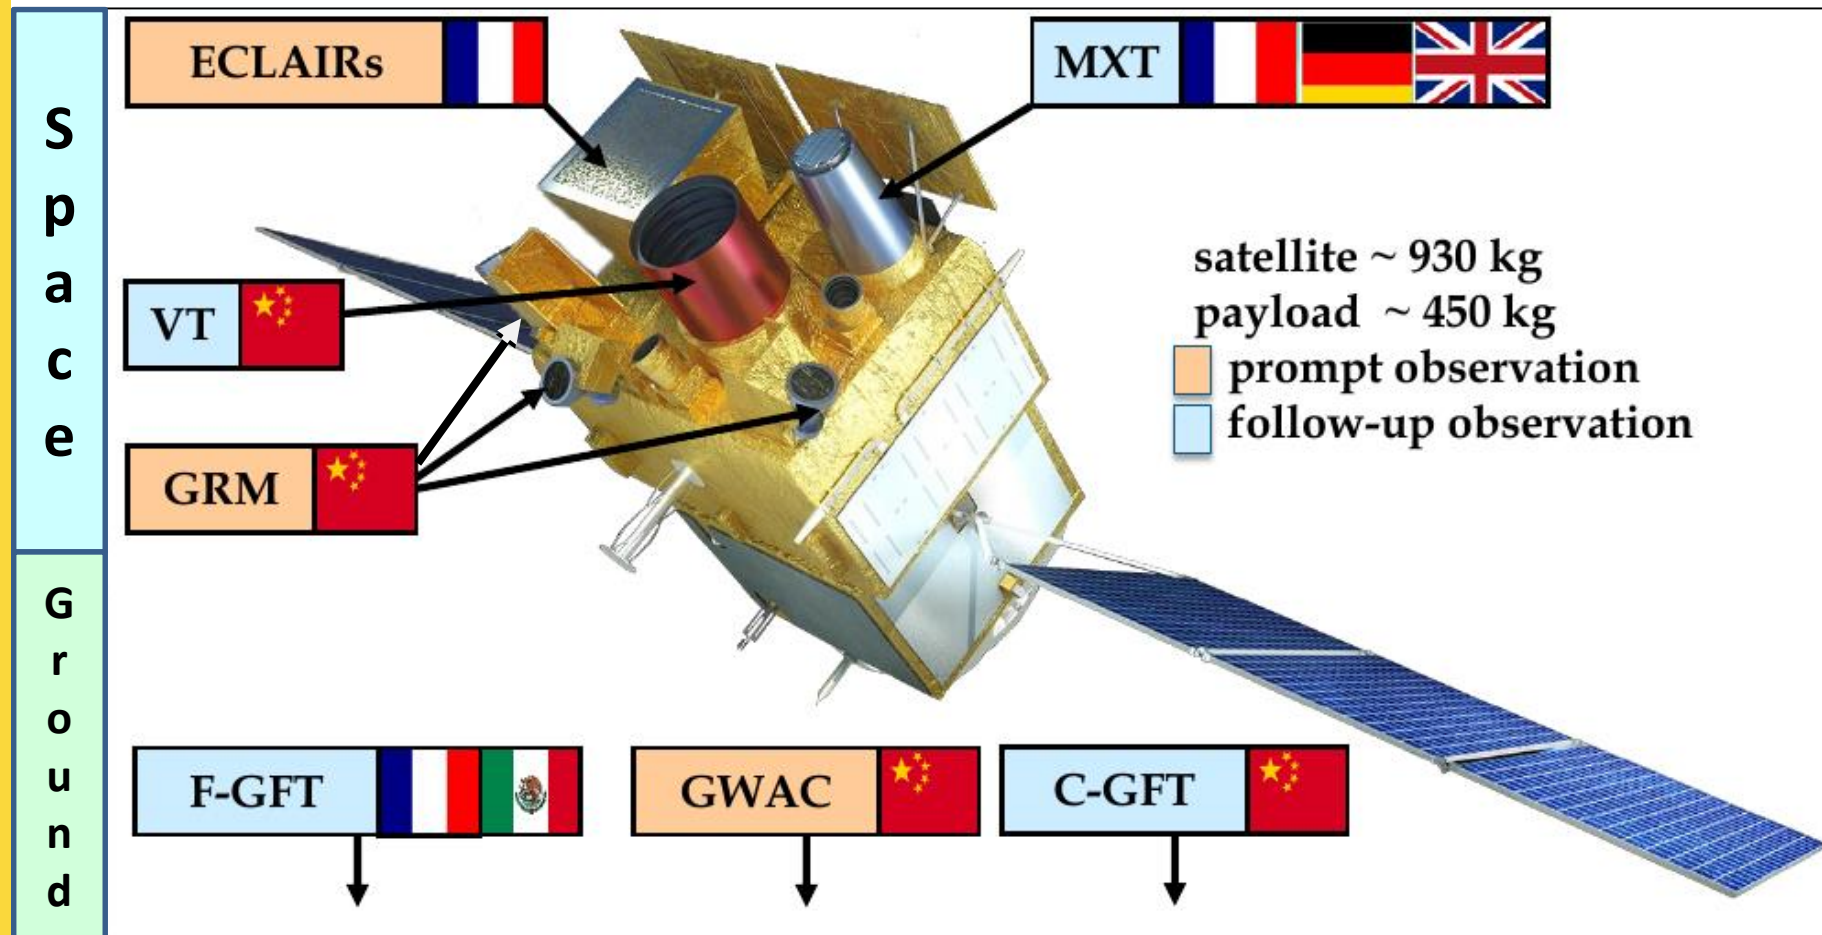 Space
ECLAIRs
MXT
VT
GRM
satellite ~ 930 kg
payload ~ 450 kg
prompt observation
follow-up observation
Ground
F-GFT
GWAC
C-GFT